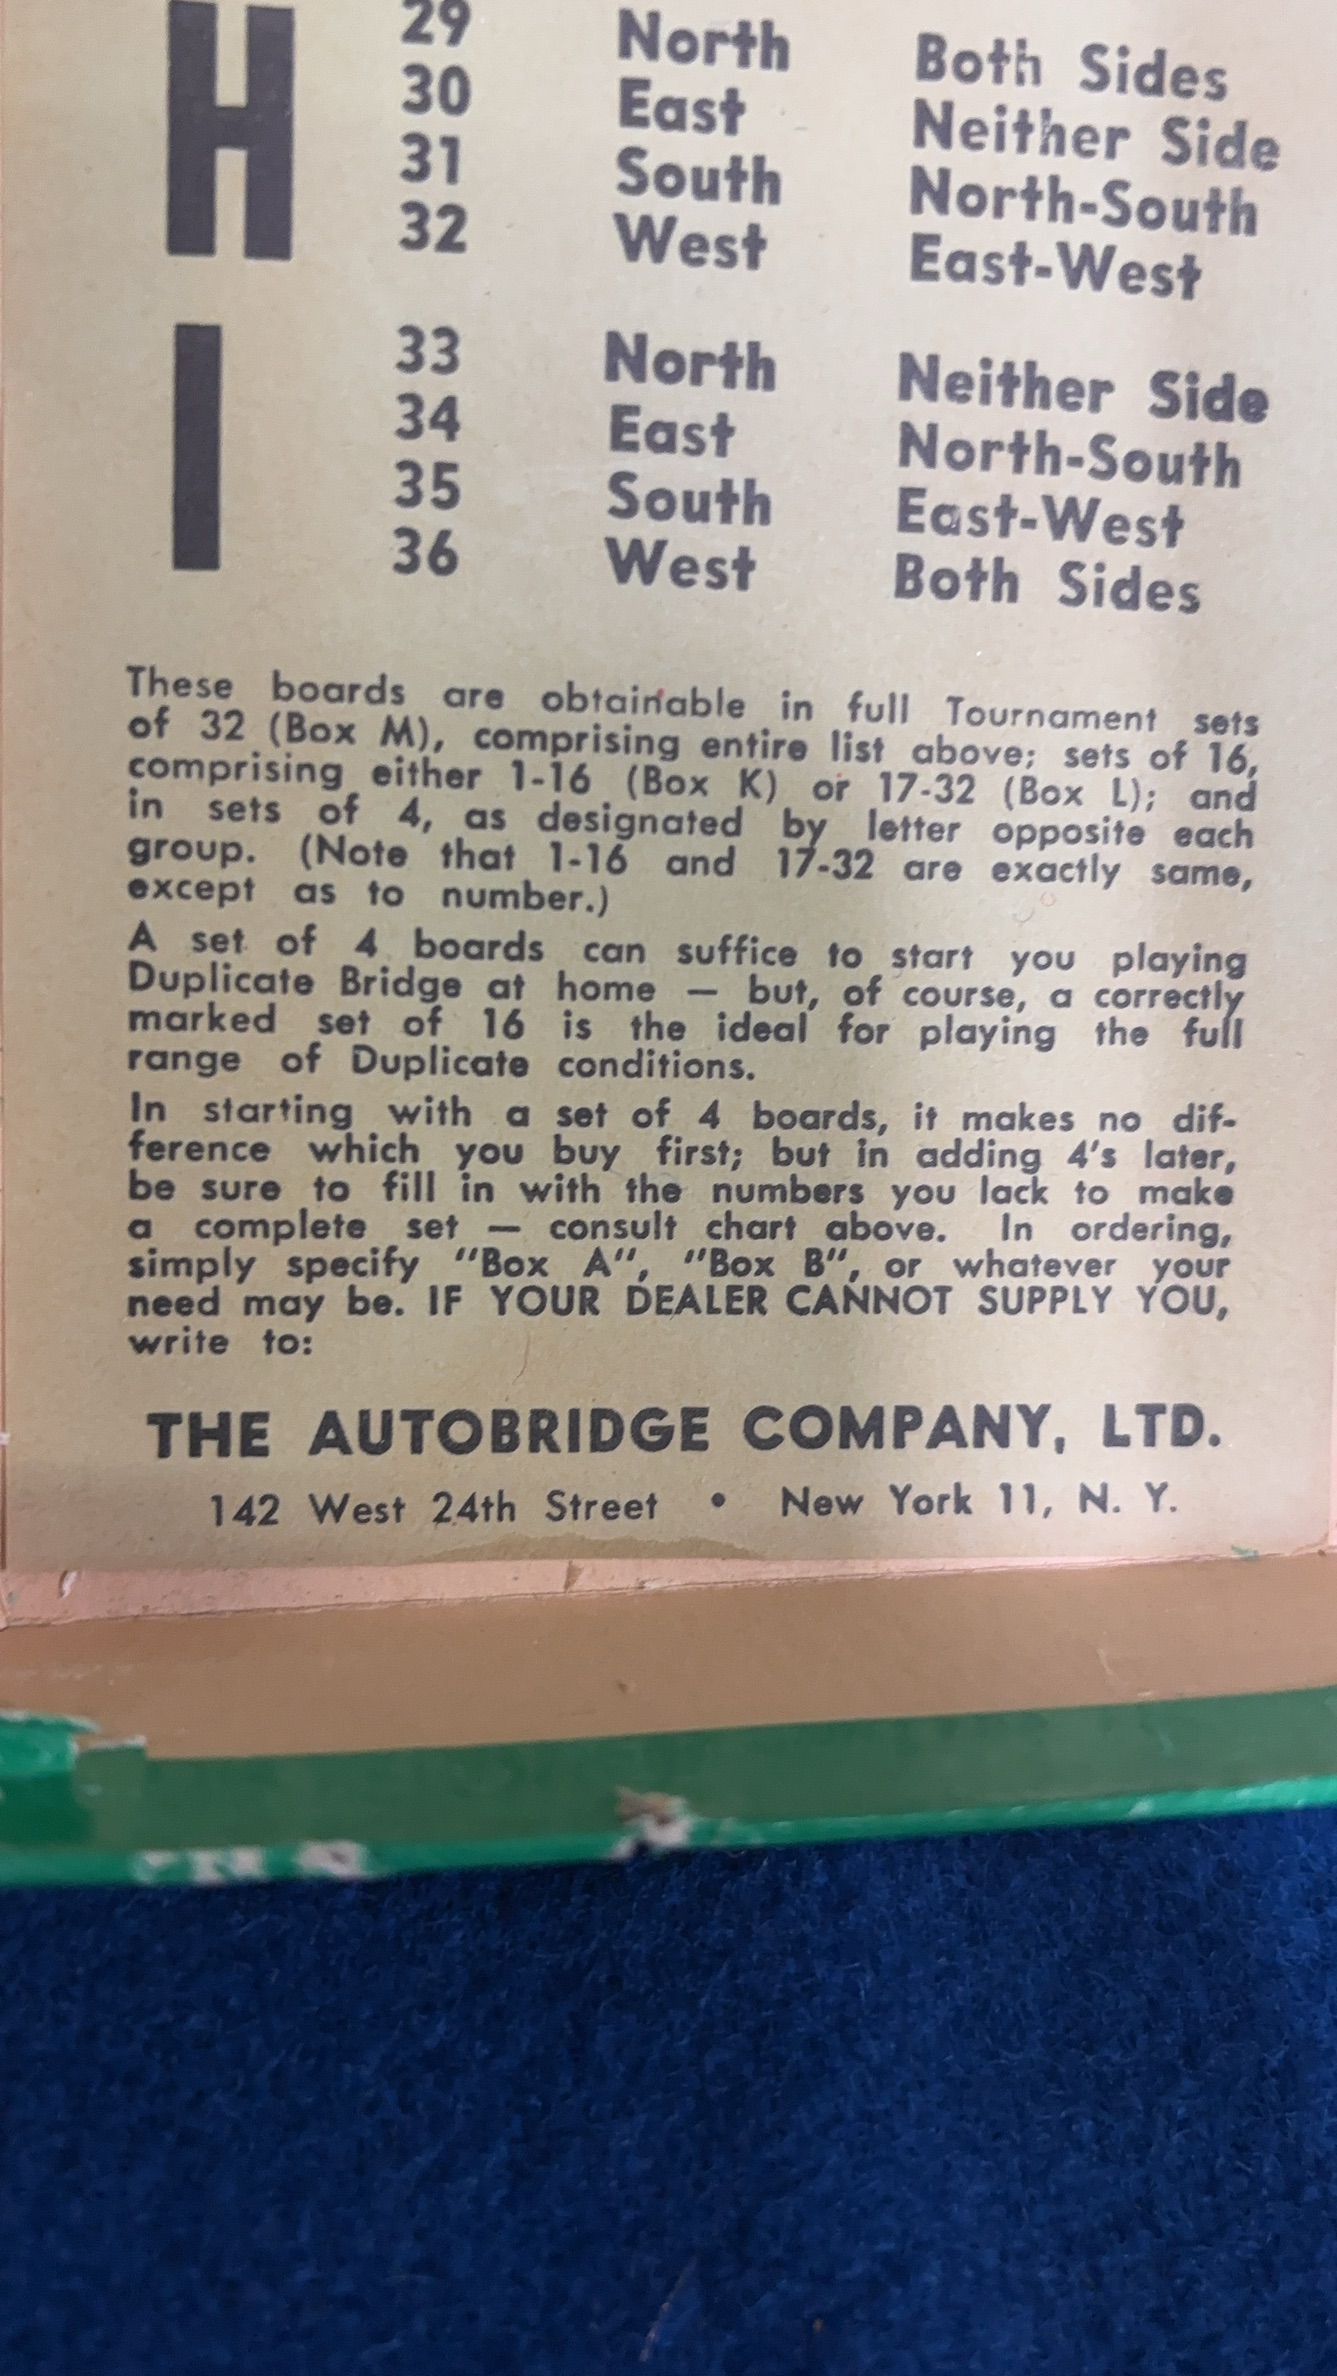 H 29 North Both Sides
30 East Neither Side
31 South North-South
32 West East-West
I 33 North Neither Side
34 East North-South
35 South East-West
36 West Both Sides
These boards are obtainable in full Tournament sets
of 32 (Box M), comprising entire list above; sets of 16,
comprising either 1-16 (Box K) or 17-32 (Box L); and
in sets of 4, as designated by letter opposite each
group. (Note that 1-16 and 17-32 are exactly same,
except as to number.)
A set of 4 boards can suffice to start you playing
Duplicate Bridge at home — but, of course, a correctly
marked set of 16 is the ideal for playing the full
range of Duplicate conditions.
In starting with a set of 4 boards, it makes no dif-
ference which you buy first; but in adding 4's later,
be sure to fill in with the numbers you lack to make
a complete set — consult chart above. In ordering,
simply specify "Box A", "Box B", or whatever your
need may be. IF YOUR DEALER CANNOT SUPPLY YOU,
write to:
THE AUTOBRIDGE COMPANY, LTD.
142 West 24th Street • New York 11, N. Y.